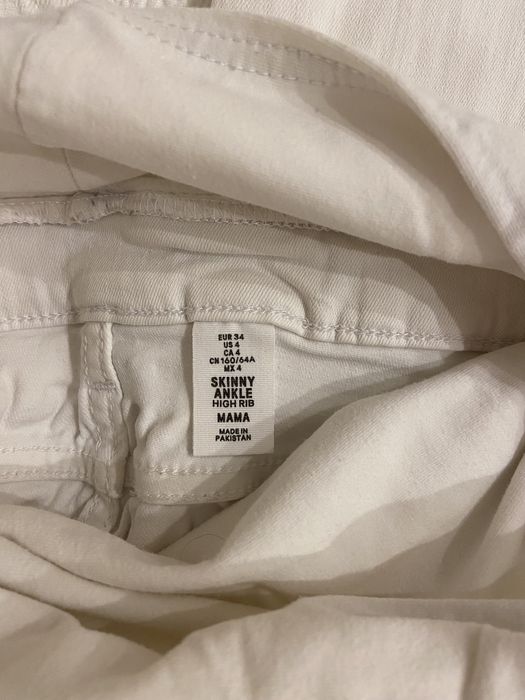 EUR 34
US 4
CA 4
CN 160/64A
MX 4
SKINNY
ANKLE
HIGH RIB
MAMA
MADE IN
PAKISTAN